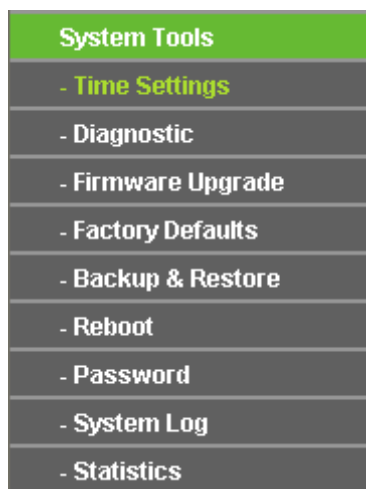 System Tools
- Time Settings
- Diagnostic
- Firmware Upgrade
- Factory Defaults
- Backup & Restore
- Reboot
- Password
- System Log
- Statistics